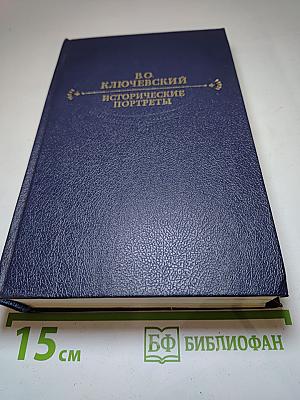 В.О.
КЛЮЧЕВСКИЙ
ИСТОРИЧЕСКИЕ
ПОРТРЕТЫ
15 см
БФ БИБЛИОФАН